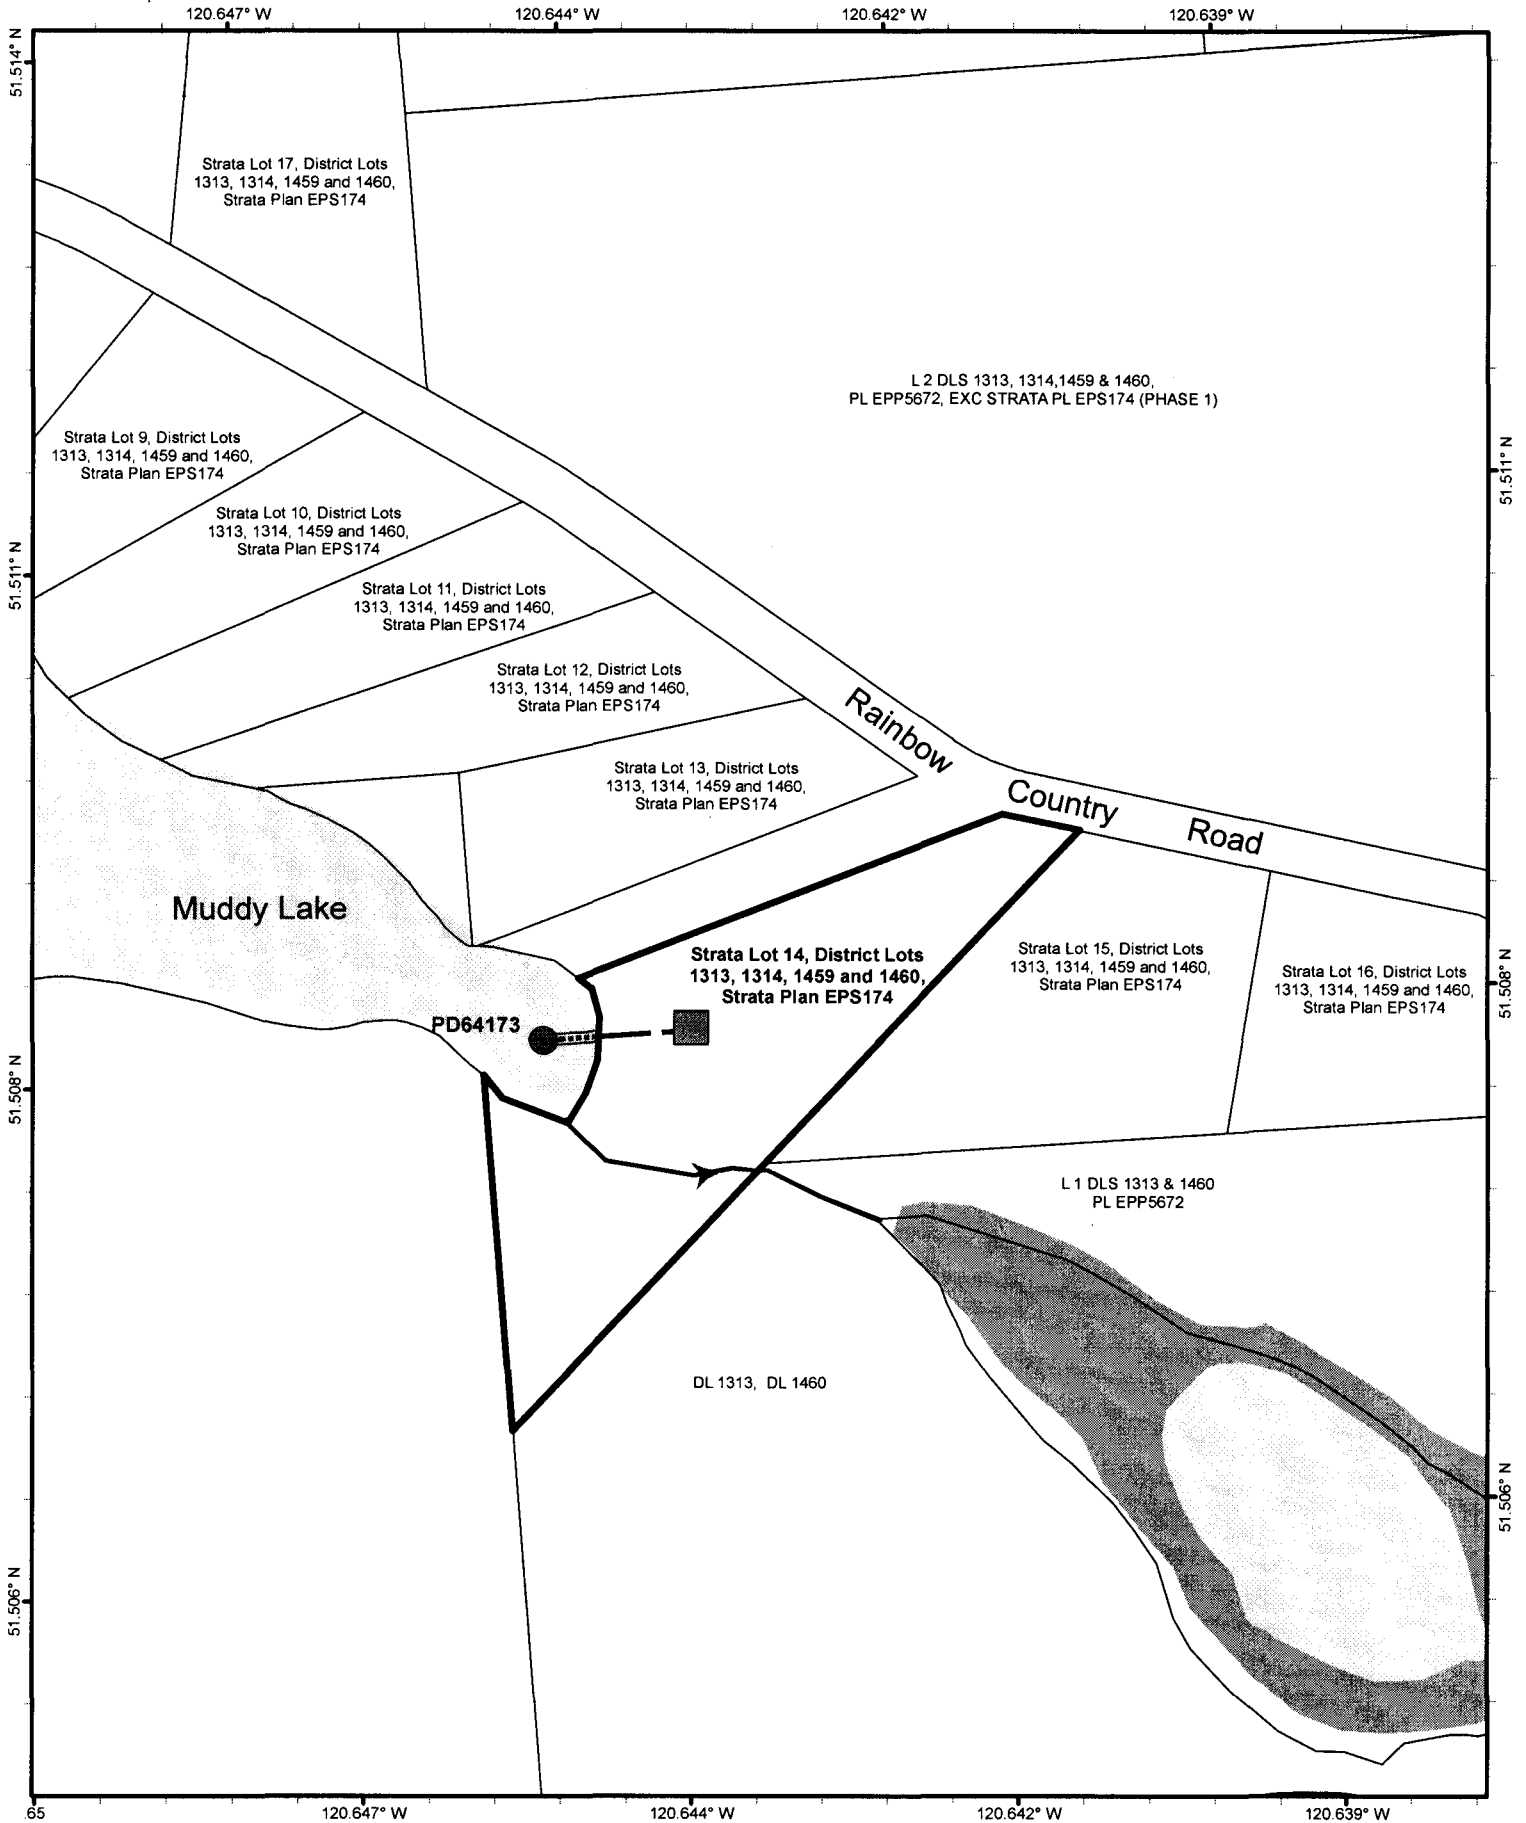 120.647° W
120.644° W
120.642° W
120.639° W
51.514° N
Strata Lot 17, District Lots
1313, 1314, 1459 and 1460,
Strata Plan EPS174
L 2 DLS 1313, 1314,1459 & 1460,
PL EPP5672, EXC STRATA PL EPS174 (PHASE 1)
Strata Lot 9, District Lots
1313, 1314, 1459 and 1460,
Strata Plan EPS174
51.511° N
Strata Lot 10, District Lots
1313, 1314, 1459 and 1460,
Strata Plan EPS174
51.511° N
Strata Lot 11, District Lots
1313, 1314, 1459 and 1460,
Strata Plan EPS174
Strata Lot 12, District Lots
1313, 1314, 1459 and 1460,
Strata Plan EPS174
Rainbow Country Road
Strata Lot 13, District Lots
1313, 1314, 1459 and 1460,
Strata Plan EPS174
Muddy Lake
Strata Lot 14, District Lots
1313, 1314, 1459 and 1460,
Strata Plan EPS174
Strata Lot 15, District Lots
1313, 1314, 1459 and 1460,
Strata Plan EPS174
Strata Lot 16, District Lots
1313, 1314, 1459 and 1460,
Strata Plan EPS174
51.508° N
PD64173
51.508° N
L 1 DLS 1313 & 1460
PL EPP5672
DL 1313, DL 1460
51.506° N
51.506° N
.65
120.647° W
120.644° W
120.642° W
120.639° W